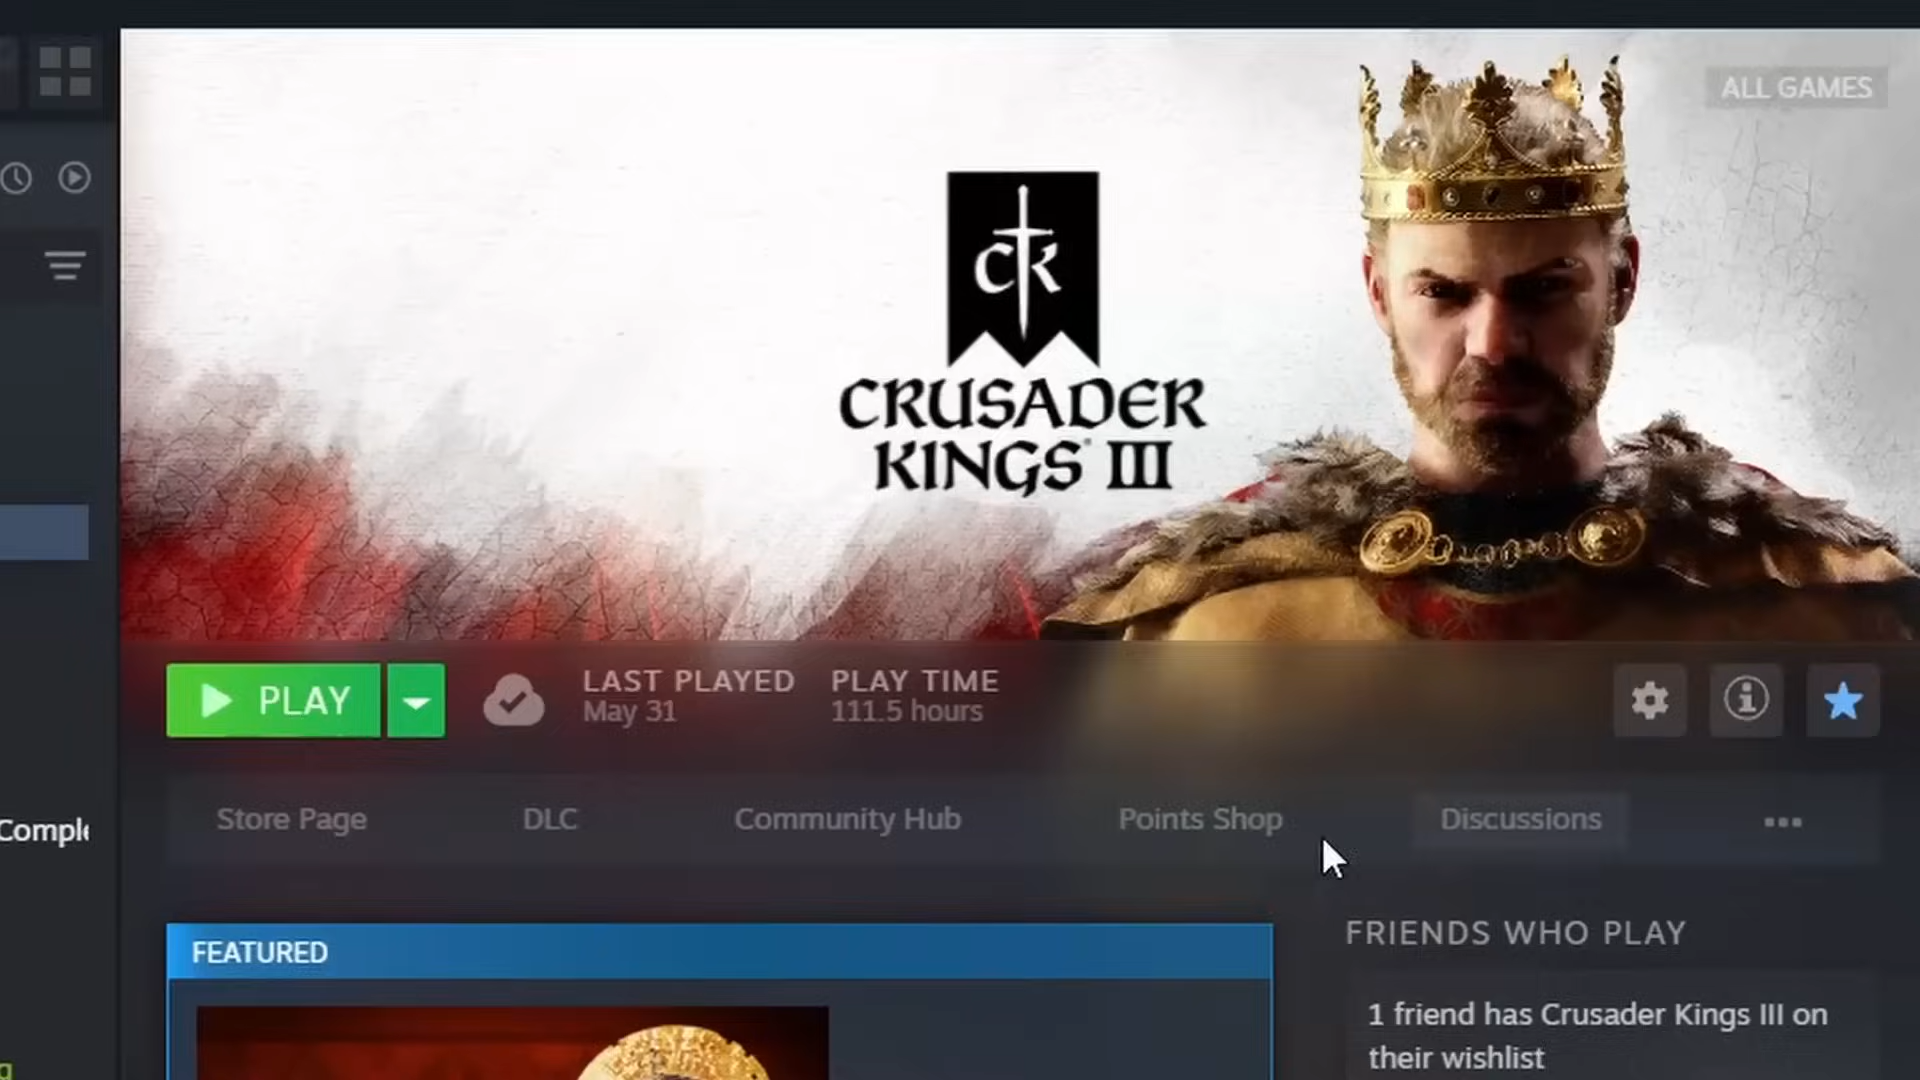 ALL GAMES
CK
CRUSADER
KINGS III
PLAY
LAST PLAYED
May 31
PLAY TIME
111.5 hours
Store Page
DLC
Community Hub
Points Shop
Discussions
Comple
FEATURED
FRIENDS WHO PLAY
1 friend has Crusader Kings III on
their wishlist